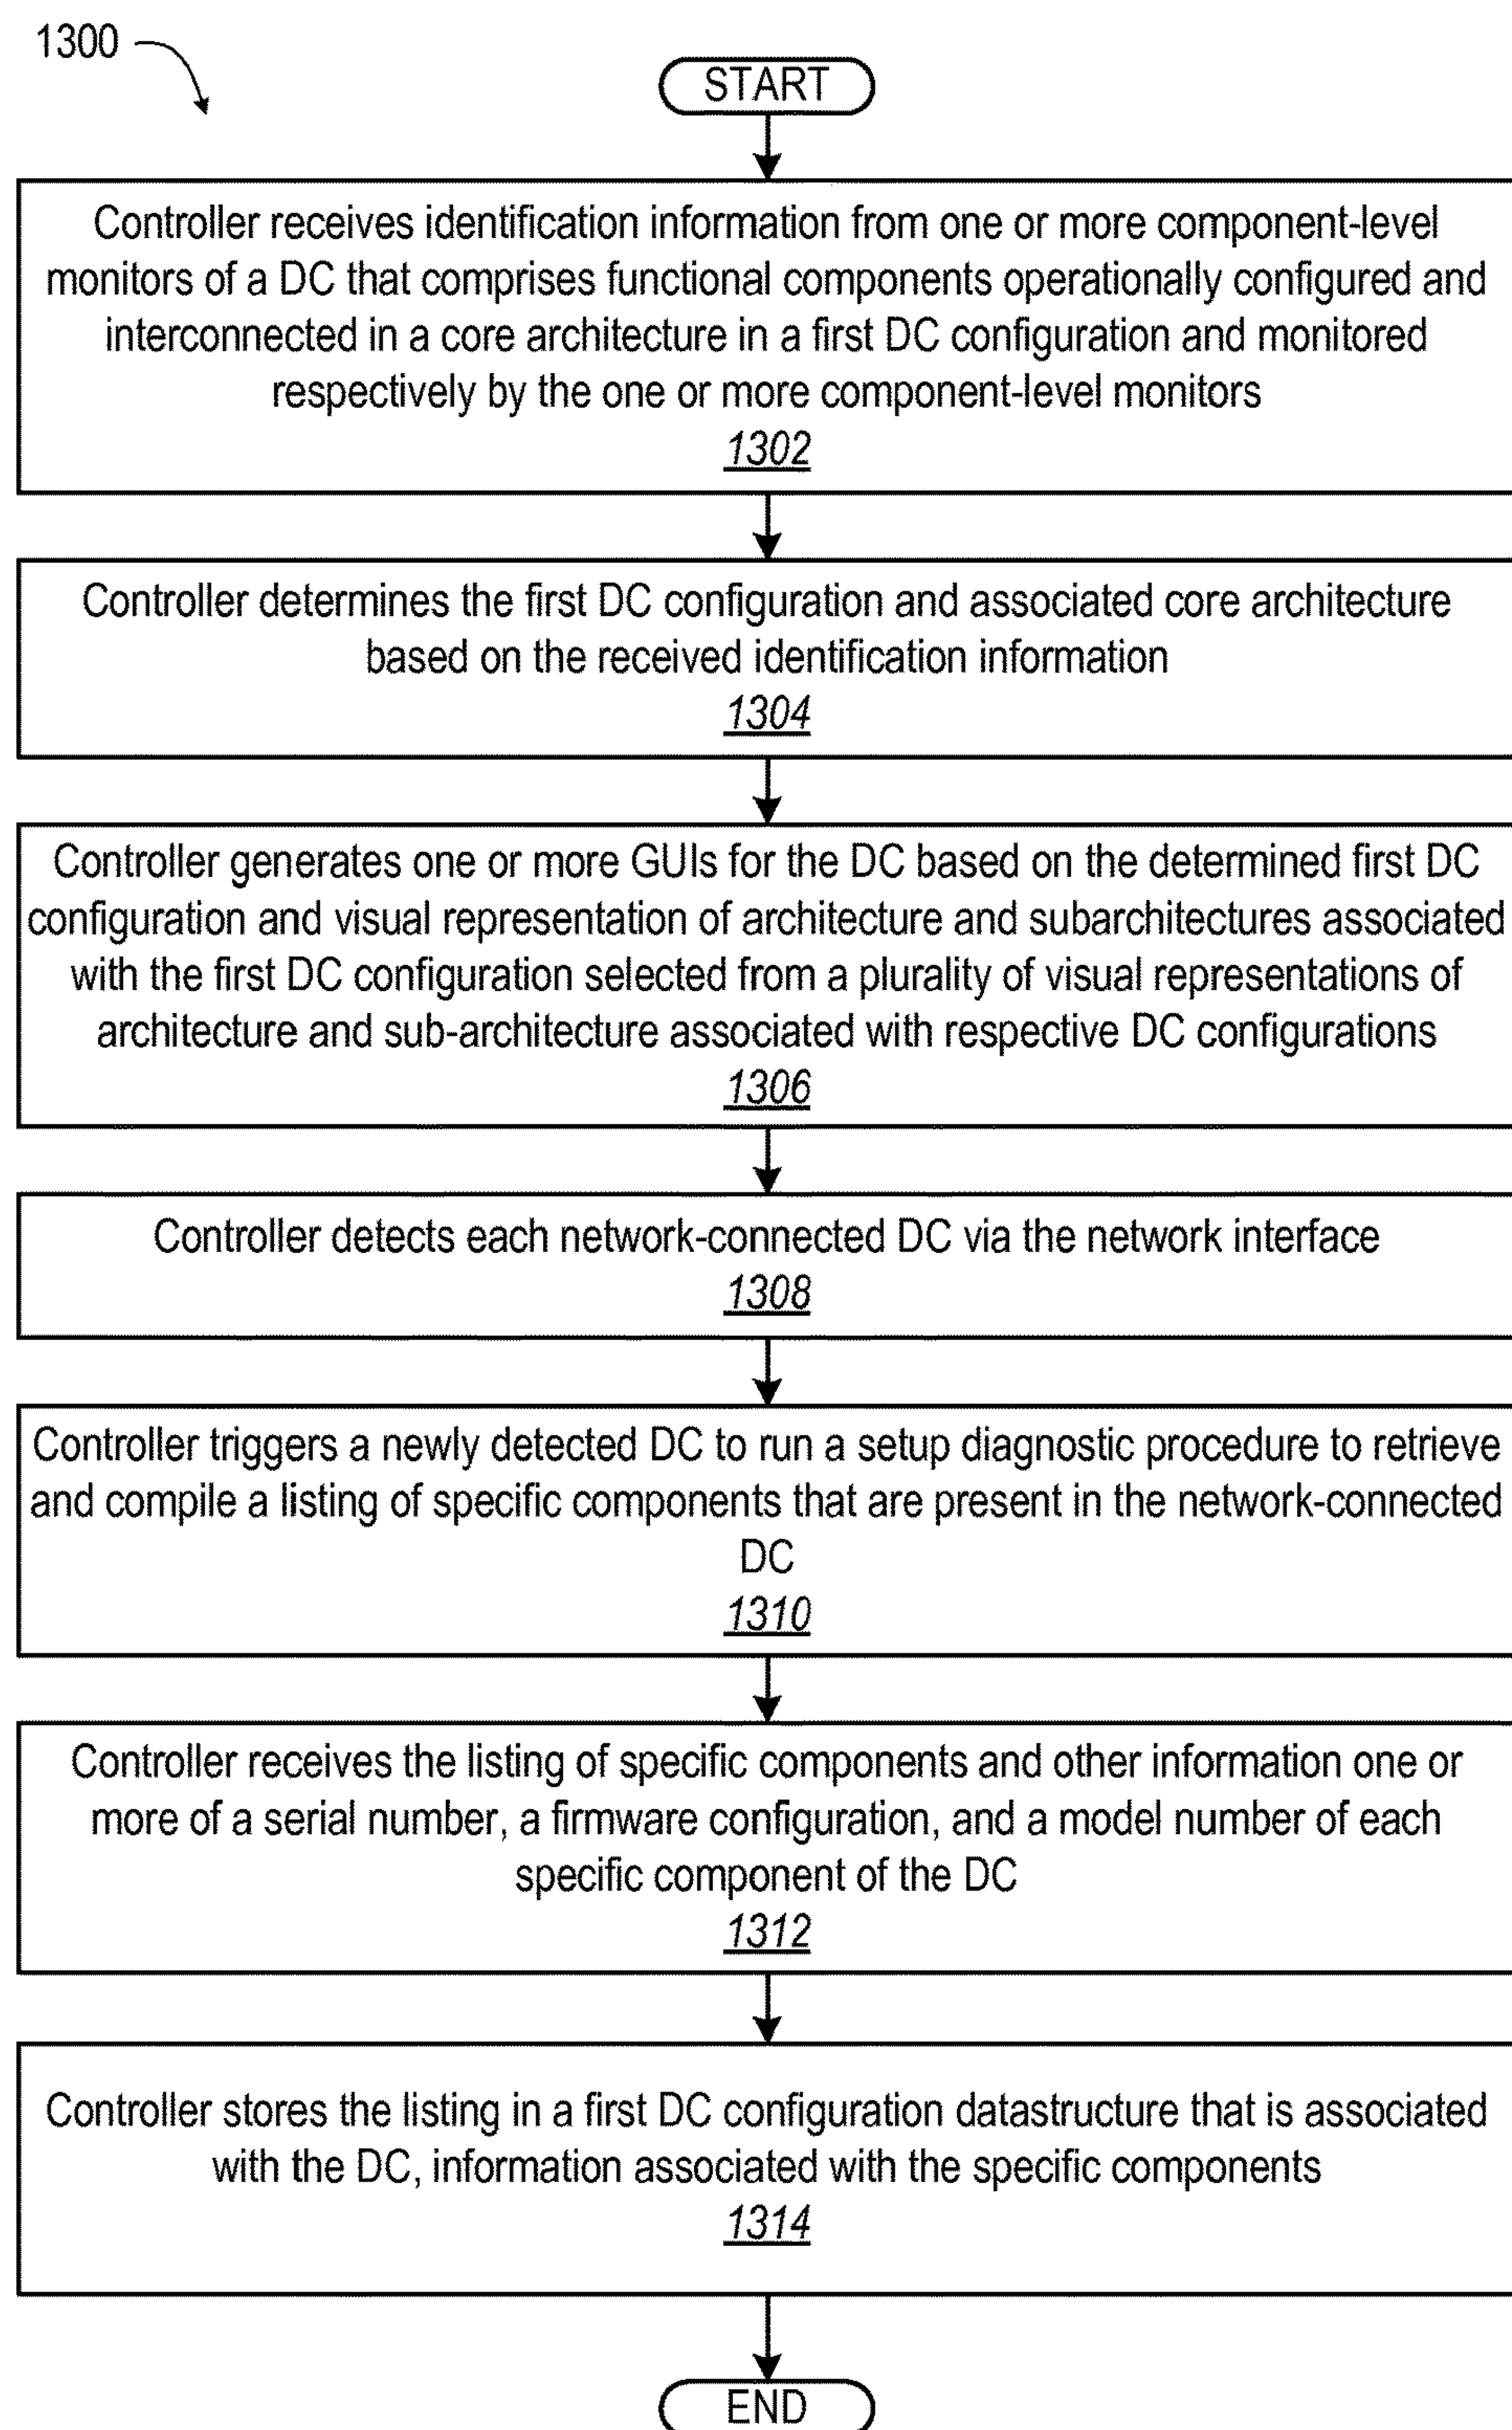 1300
START
Controller receives identification information from one or more component-level
monitors of a DC that comprises functional components operationally configured and
interconnected in a core architecture in a first DC configuration and monitored
respectively by the one or more component-level monitors
1302
Controller determines the first DC configuration and associated core architecture
based on the received identification information
1304
Controller generates one or more GUIs for the DC based on the determined first DC
configuration and visual representation of architecture and subarchitectures associated
with the first DC configuration selected from a plurality of visual representations of
architecture and sub-architecture associated with respective DC configurations
1306
Controller detects each network-connected DC via the network interface
1308
Controller triggers a newly detected DC to run a setup diagnostic procedure to retrieve
and compile a listing of specific components that are present in the network-connected
DC
1310
Controller receives the listing of specific components and other information one or
more of a serial number, a firmware configuration, and a model number of each
specific component of the DC
1312
Controller stores the listing in a first DC configuration datastructure that is associated
with the DC, information associated with the specific components
1314
END